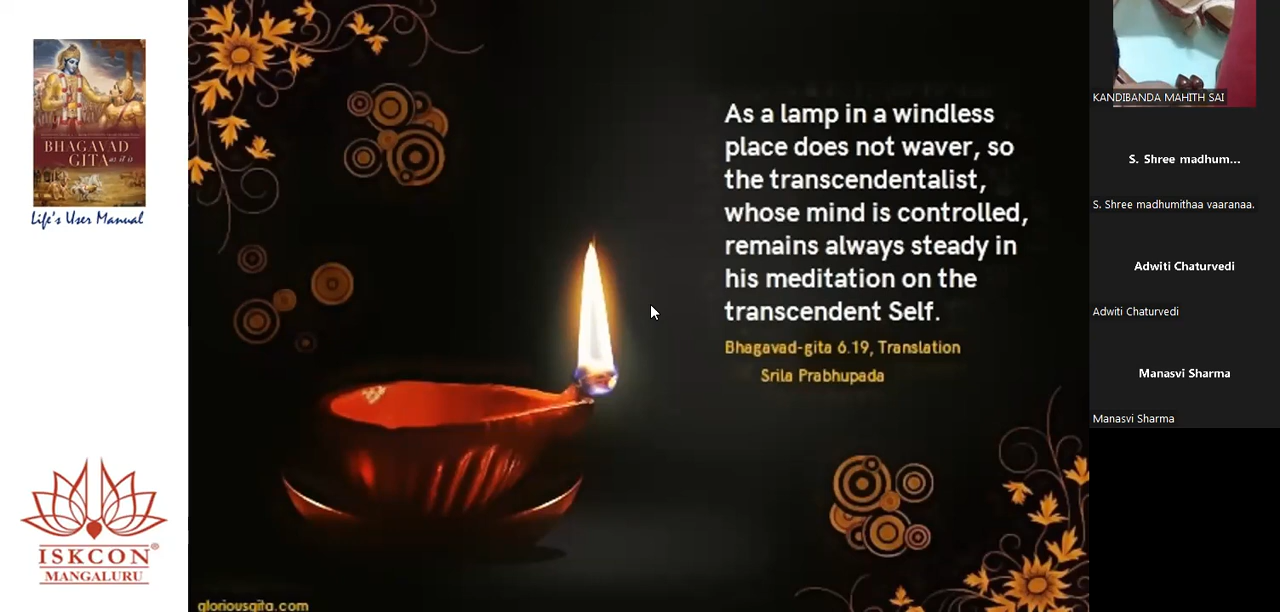 BHAGAVAD
GITA as it is
Life's User Manual
ISKCON®
MANGALURU
As a lamp in a windless
place does not waver, so
the transcendentalist,
whose mind is controlled,
remains always steady in
his meditation on the
transcendent Self.
Bhagavad-gita 6.19, Translation
Srila Prabhupada
gloriousgita.com
KANDIBANDA MAHITH SAI
S. Shree madhum...
S. Shree madhumithaa vaaranaa.
Adwiti Chaturvedi
Adwiti Chaturvedi
Manasvi Sharma
Manasvi Sharma